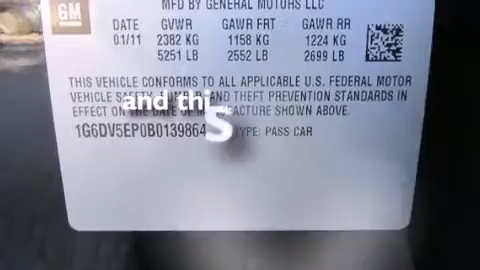 GM
MFD BY GENERAL MOTORS LLC
DATE GVWR GAWR FRT GAWR RR
01/11 2382 KG 1158 KG 1224 KG
5251 LB 2552 LB 2699 LB
THIS VEHICLE CONFORMS TO ALL APPLICABLE U.S. FEDERAL MOTOR
VEHICLE SAFETY, AND THEFT PREVENTION STANDARDS IN
EFFECT ON THE DATE OF MANUFACTURE SHOWN ABOVE.
1G6DV5EP0B0139864 TYPE: PASS CAR
and thi
S